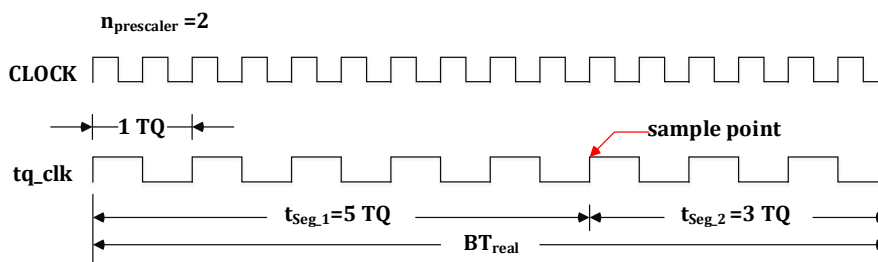 n_prescaler =2
CLOCK
1 TQ
sample point
tq_clk
t_Seg_1=5 TQ
t_Seg_2=3 TQ
BT_real